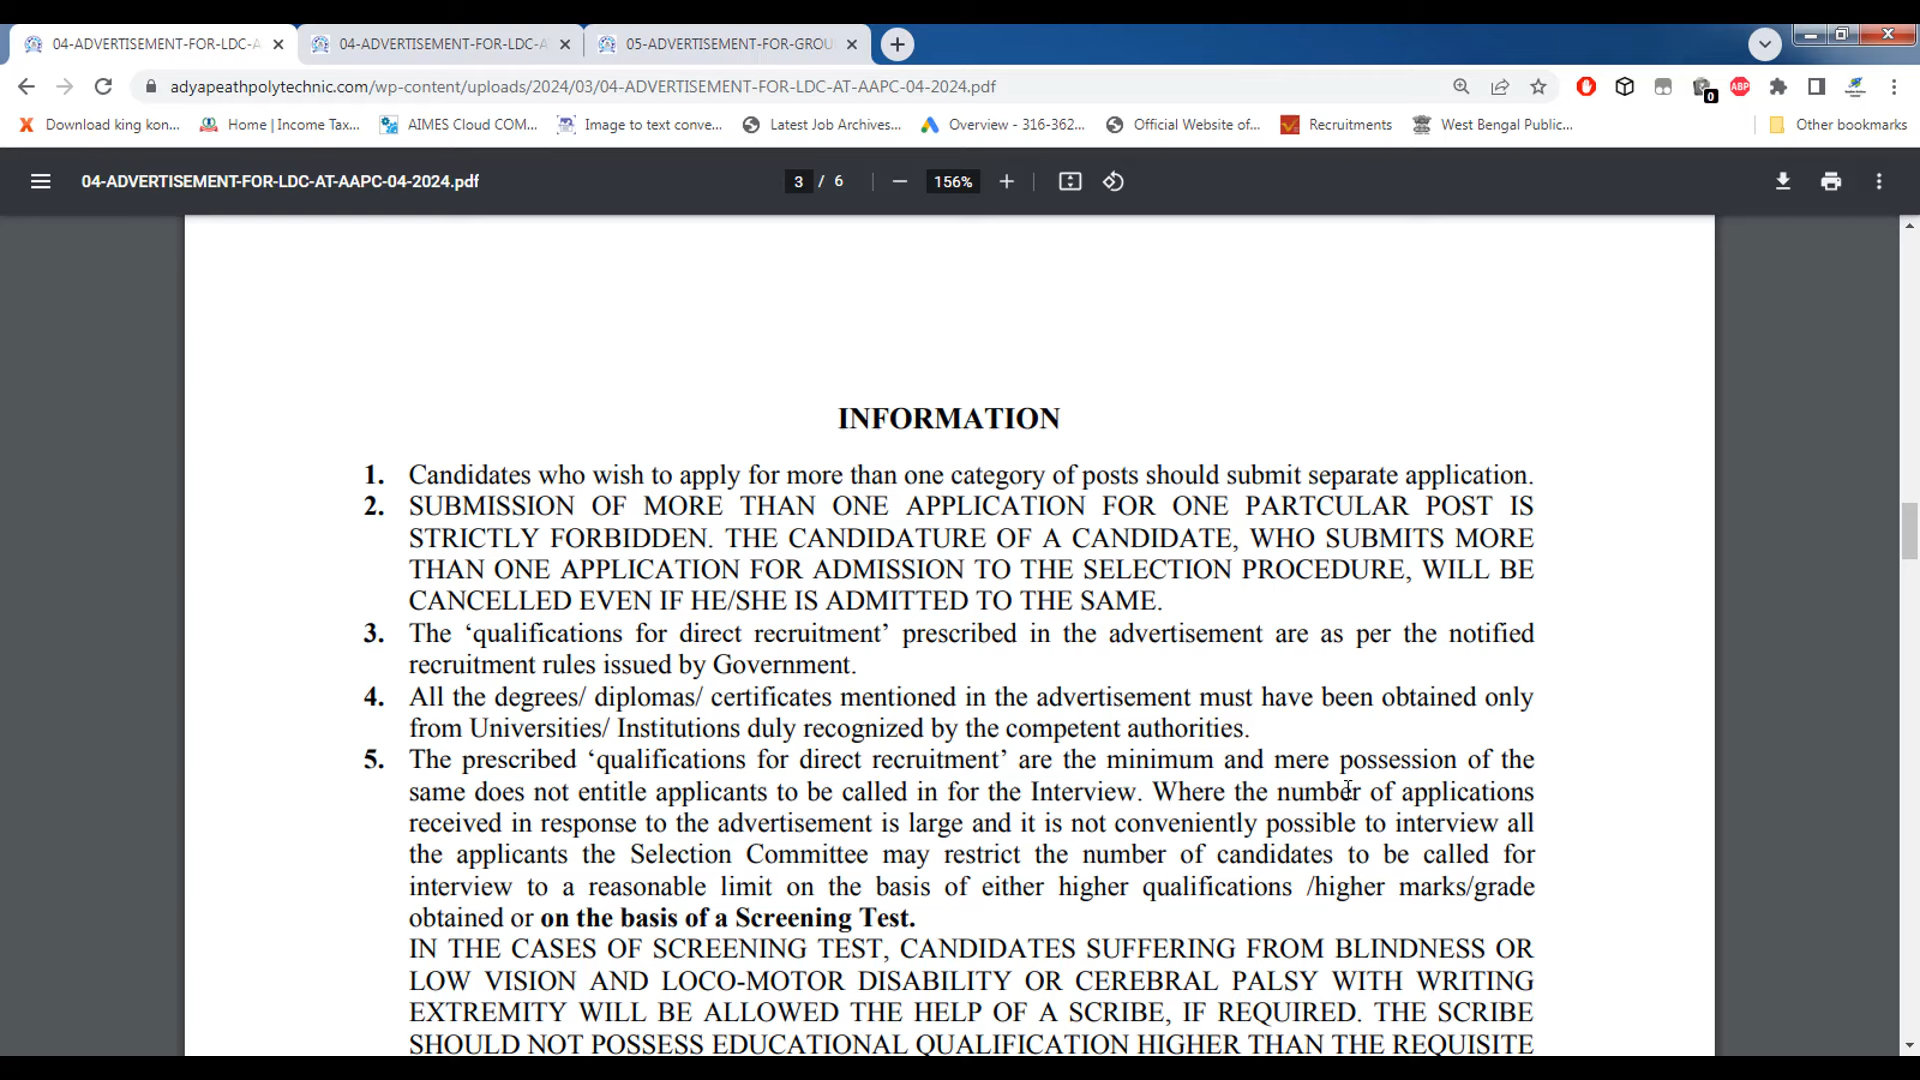 04-ADVERTISEMENT-FOR-LDC-A
04-ADVERTISEMENT-FOR-LDC-A
05-ADVERTISEMENT-FOR-GROU
adyapeathpolytechnic.com/wp-content/uploads/2024/03/04-ADVERTISEMENT-FOR-LDC-AT-AAPC-04-2024.pdf
0
ABP
Download king kon...
Home | Income Tax...
AIMES Cloud COM...
Image to text conve...
Latest Job Archives...
Overview - 316-362...
Official Website of...
Recruitments
West Bengal Public...
Other bookmarks
04-ADVERTISEMENT-FOR-LDC-AT-AAPC-04-2024.pdf
3 / 6
156%
INFORMATION
1. Candidates who wish to apply for more than one category of posts should submit separate application.
2. SUBMISSION OF MORE THAN ONE APPLICATION FOR ONE PARTCULAR POST IS
STRICTLY FORBIDDEN. THE CANDIDATURE OF A CANDIDATE, WHO SUBMITS MORE
THAN ONE APPLICATION FOR ADMISSION TO THE SELECTION PROCEDURE, WILL BE
CANCELLED EVEN IF HE/SHE IS ADMITTED TO THE SAME.
3. The ‘qualifications for direct recruitment’ prescribed in the advertisement are as per the notified
recruitment rules issued by Government.
4. All the degrees/ diplomas/ certificates mentioned in the advertisement must have been obtained only
from Universities/ Institutions duly recognized by the competent authorities.
5. The prescribed ‘qualifications for direct recruitment’ are the minimum and mere possession of the
same does not entitle applicants to be called in for the Interview. Where the number of applications
received in response to the advertisement is large and it is not conveniently possible to interview all
the applicants the Selection Committee may restrict the number of candidates to be called for
interview to a reasonable limit on the basis of either higher qualifications /higher marks/grade
obtained or on the basis of a Screening Test.
IN THE CASES OF SCREENING TEST, CANDIDATES SUFFERING FROM BLINDNESS OR
LOW VISION AND LOCO-MOTOR DISABILITY OR CEREBRAL PALSY WITH WRITING
EXTREMITY WILL BE ALLOWED THE HELP OF A SCRIBE, IF REQUIRED. THE SCRIBE
SHOULD NOT POSSESS EDUCATIONAL QUALIFICATION HIGHER THAN THE REQUISITE